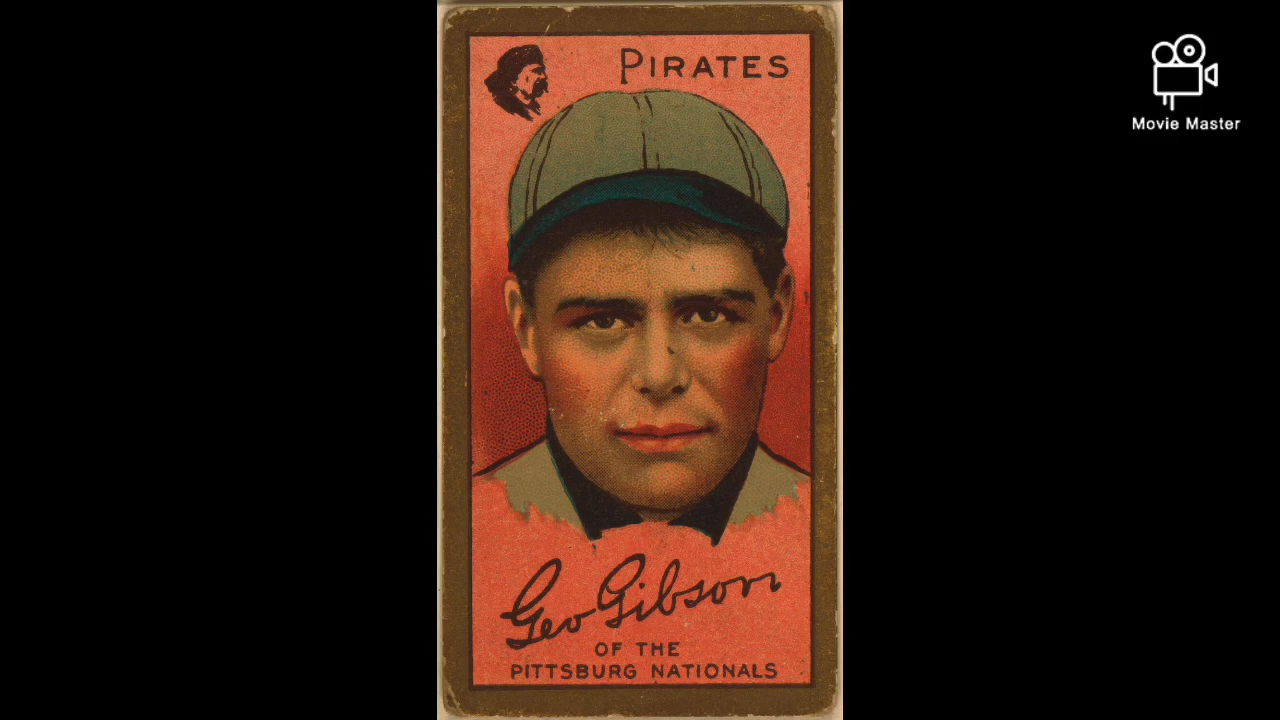 PIRATES
Movie Master
Geo Gibson
OF THE
PITTSBURG NATIONALS